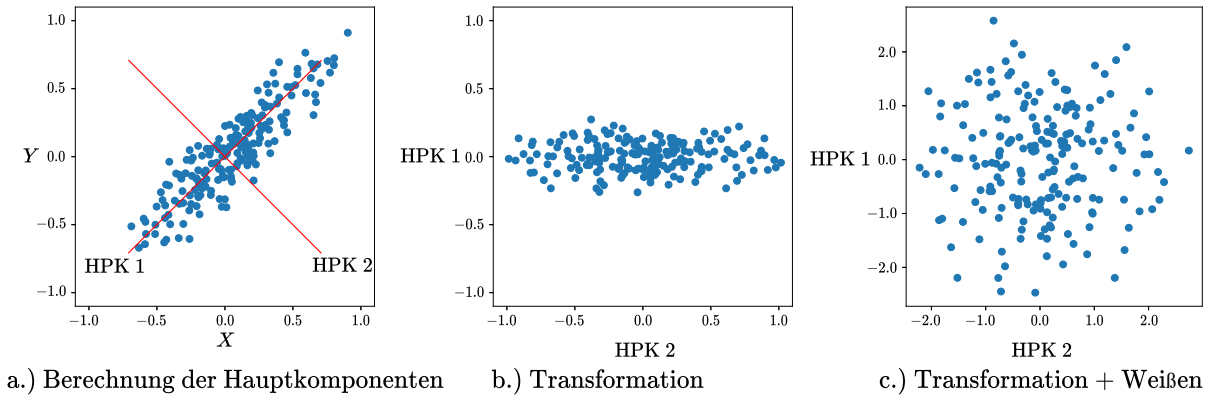 1.0
0.5
Y
0.0
−0.5
−1.0
HPK 1
HPK 2
−1.0 −0.5 0.0 0.5 1.0
X
a.) Berechnung der Hauptkomponenten
1.0
0.5
HPK 1 0.0
−0.5
−1.0
−1.0 −0.5 0.0 0.5 1.0
HPK 2
b.) Transformation
2.0
1.0
HPK 1 0.0
−1.0
−2.0
−2.0 −1.0 0.0 1.0 2.0
HPK 2
c.) Transformation + Weißen